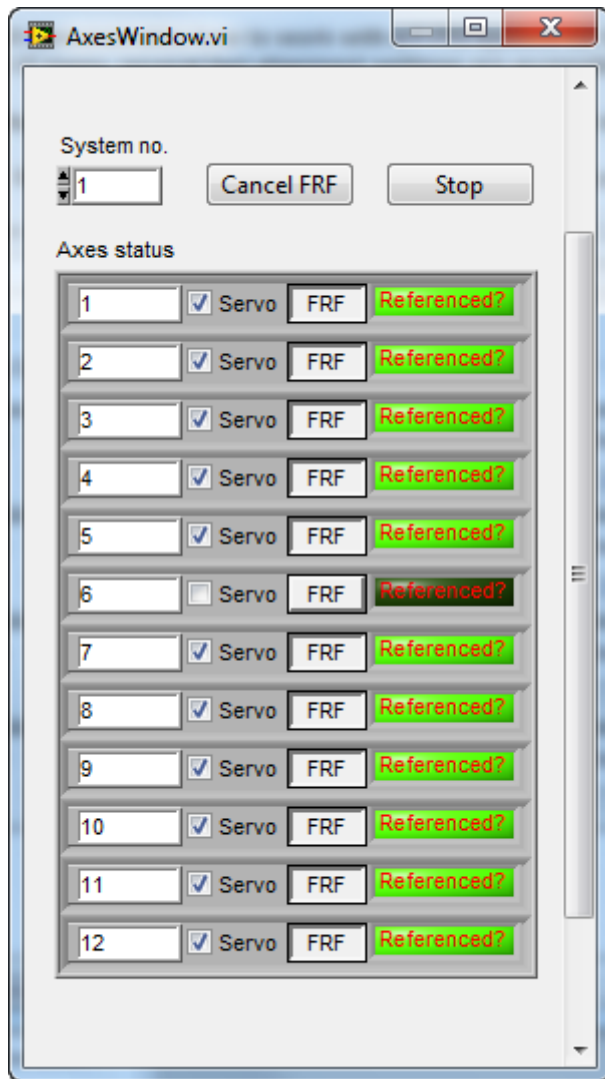 AxesWindow.vi
System no.
1 Cancel FRF Stop
Axes status
1 Servo FRF Referenced?
2 Servo FRF Referenced?
3 Servo FRF Referenced?
4 Servo FRF Referenced?
5 Servo FRF Referenced?
6 Servo FRF Referenced?
7 Servo FRF Referenced?
8 Servo FRF Referenced?
9 Servo FRF Referenced?
10 Servo FRF Referenced?
11 Servo FRF Referenced?
12 Servo FRF Referenced?